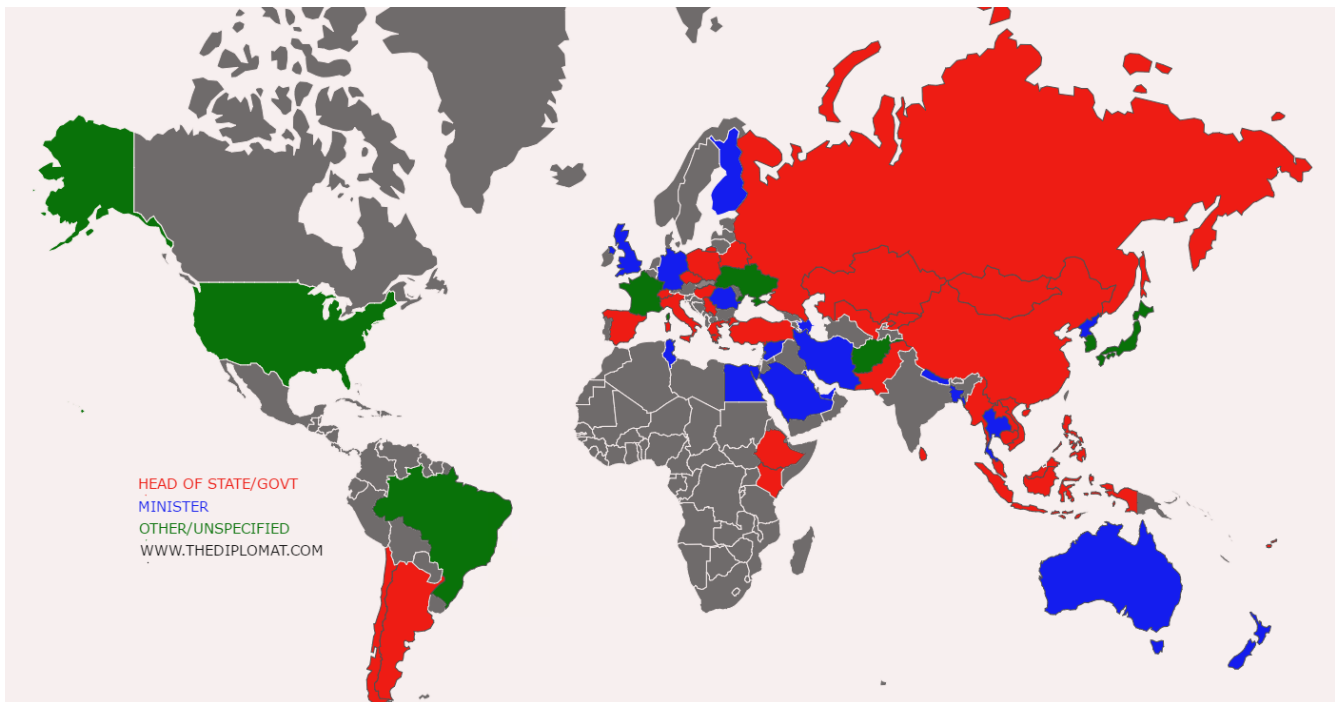 HEAD OF STATE/GOVT
MINISTER
OTHER/UNSPECIFIED
WWW.THEDIPLOMAT.COM